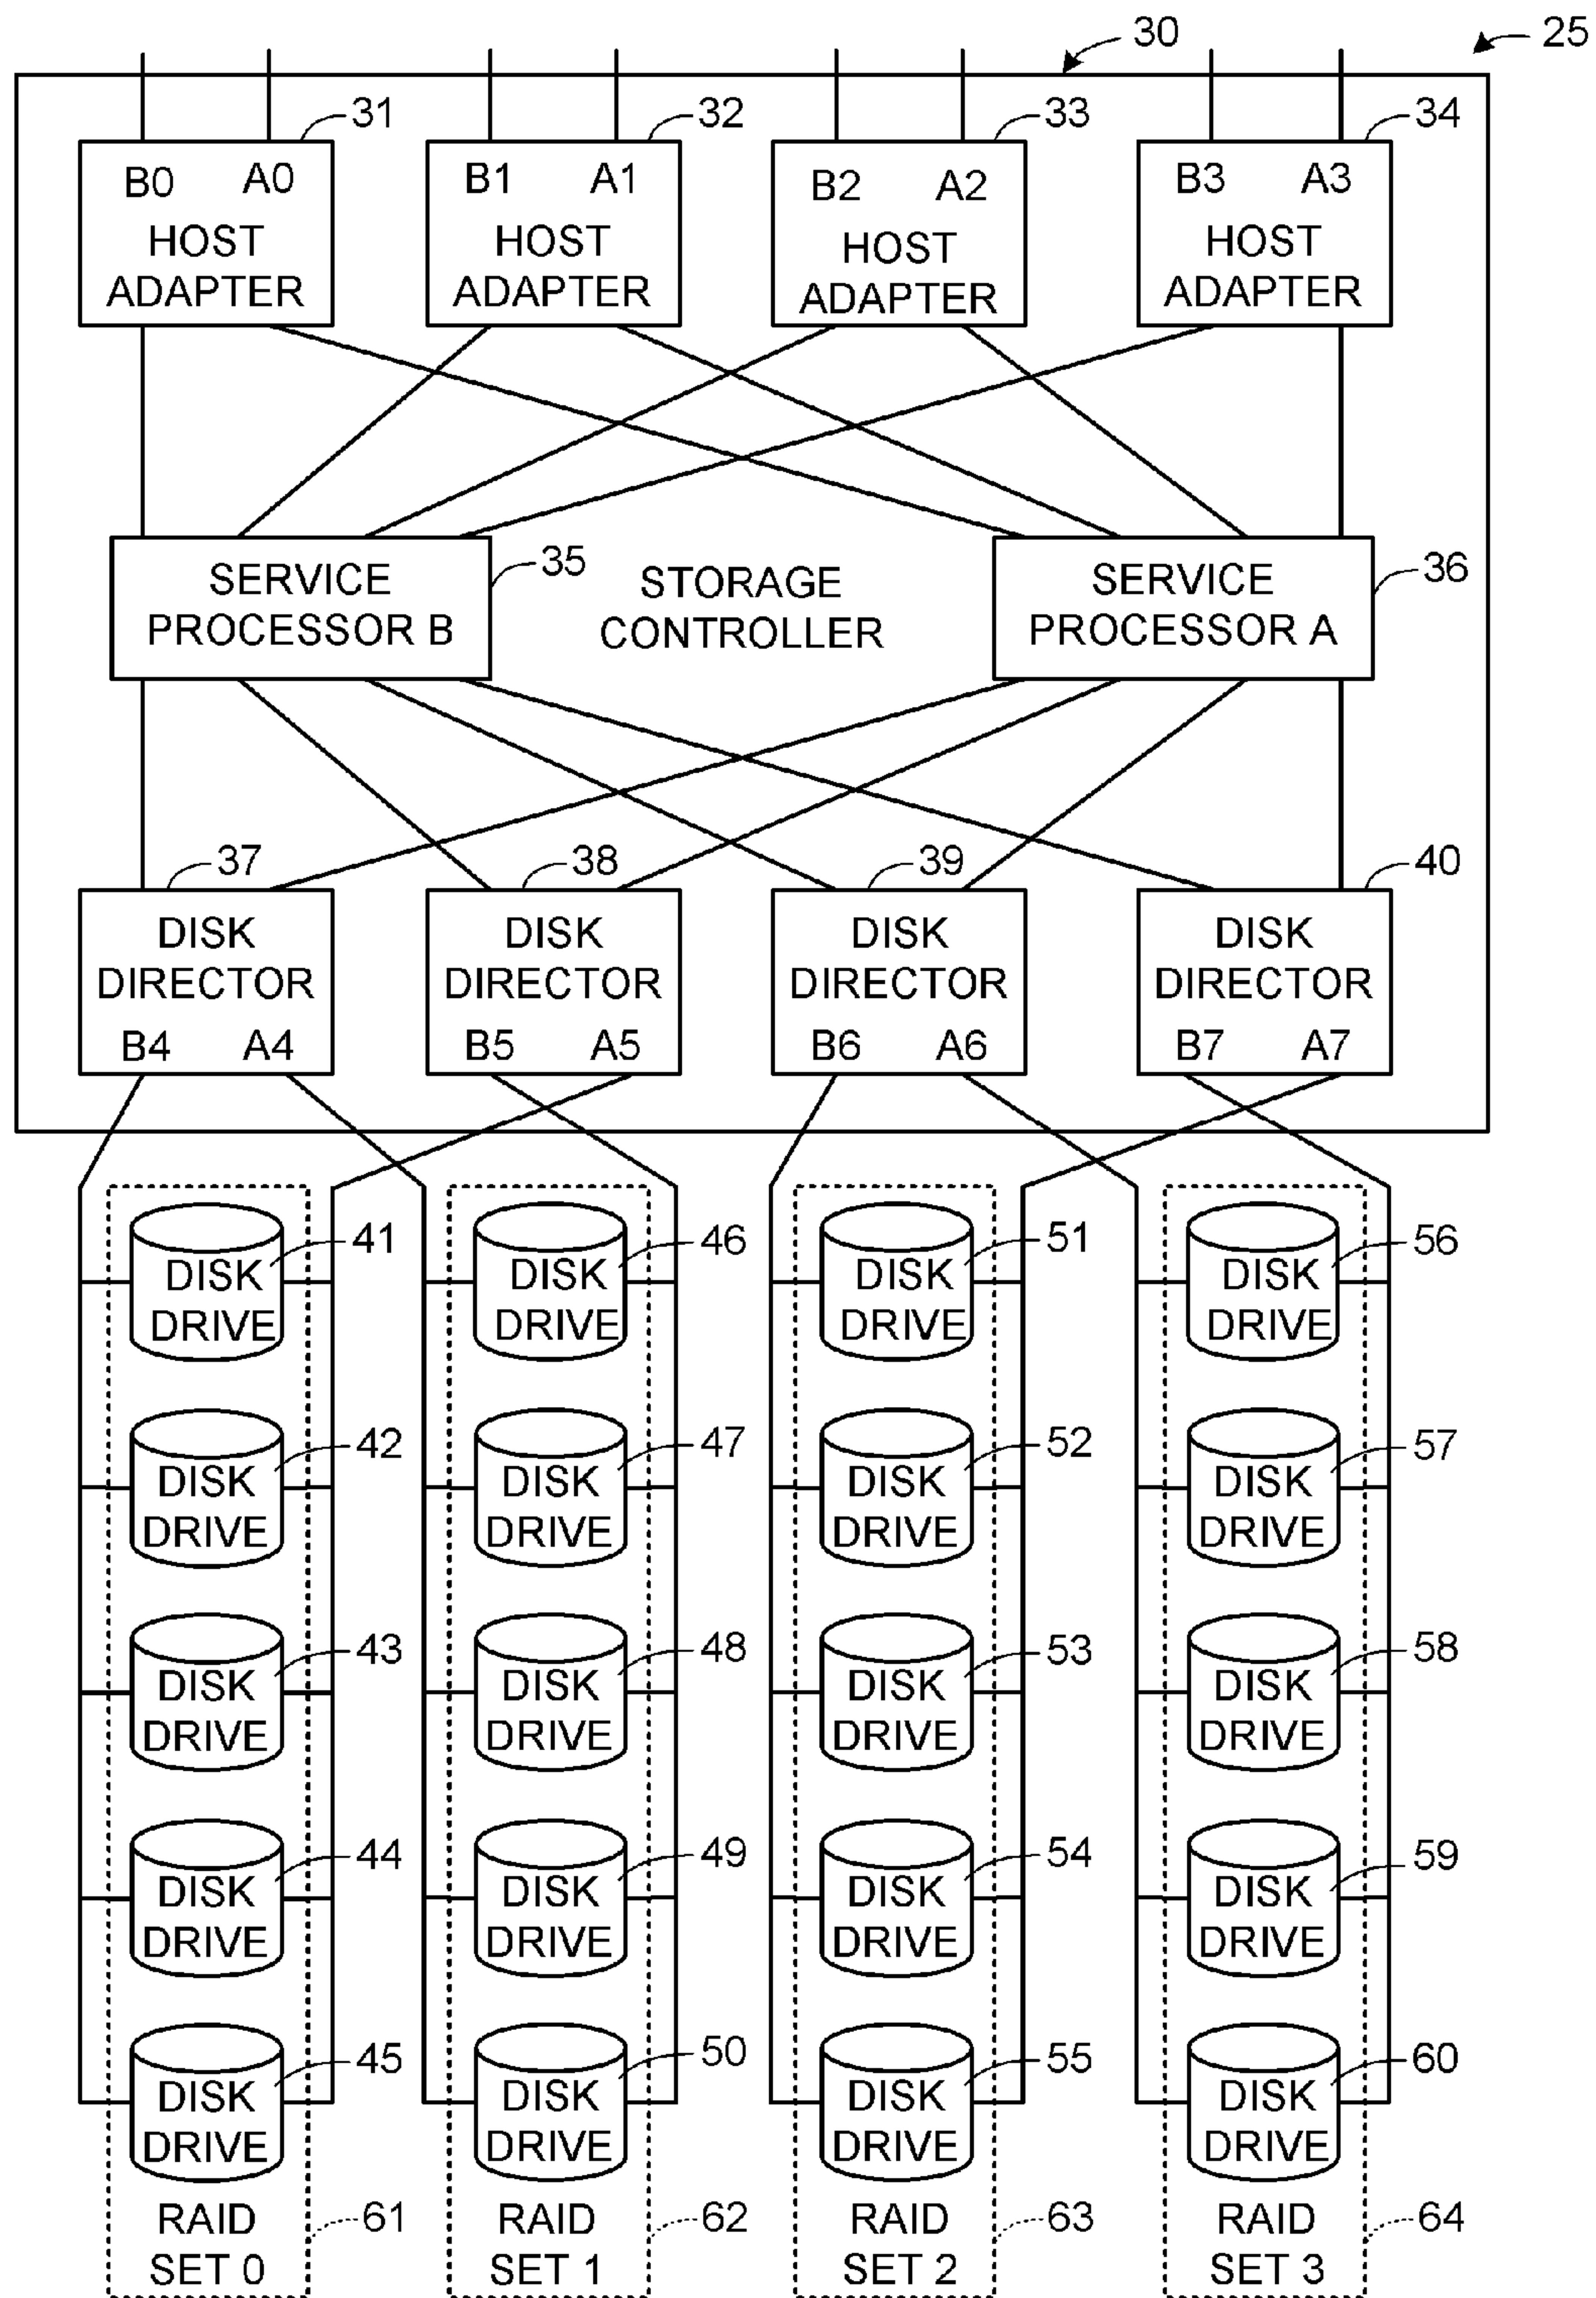 30
25
31
32
33
34
B0 A0
HOST
ADAPTER
B1 A1
HOST
ADAPTER
B2 A2
HOST
ADAPTER
B3 A3
HOST
ADAPTER
SERVICE
PROCESSOR B
35
STORAGE
CONTROLLER
SERVICE
PROCESSOR A
36
37
38
39
40
DISK
DIRECTOR
B4 A4
DISK
DIRECTOR
B5 A5
DISK
DIRECTOR
B6 A6
DISK
DIRECTOR
B7 A7
DISK
DRIVE
41
DISK
DRIVE
46
DISK
DRIVE
51
DISK
DRIVE
56
DISK
DRIVE
42
DISK
DRIVE
47
DISK
DRIVE
52
DISK
DRIVE
57
DISK
DRIVE
43
DISK
DRIVE
48
DISK
DRIVE
53
DISK
DRIVE
58
DISK
DRIVE
44
DISK
DRIVE
49
DISK
DRIVE
54
DISK
DRIVE
59
DISK
DRIVE
45
DISK
DRIVE
50
DISK
DRIVE
55
DISK
DRIVE
60
RAID
SET 0
61
RAID
SET 1
62
RAID
SET 2
63
RAID
SET 3
64